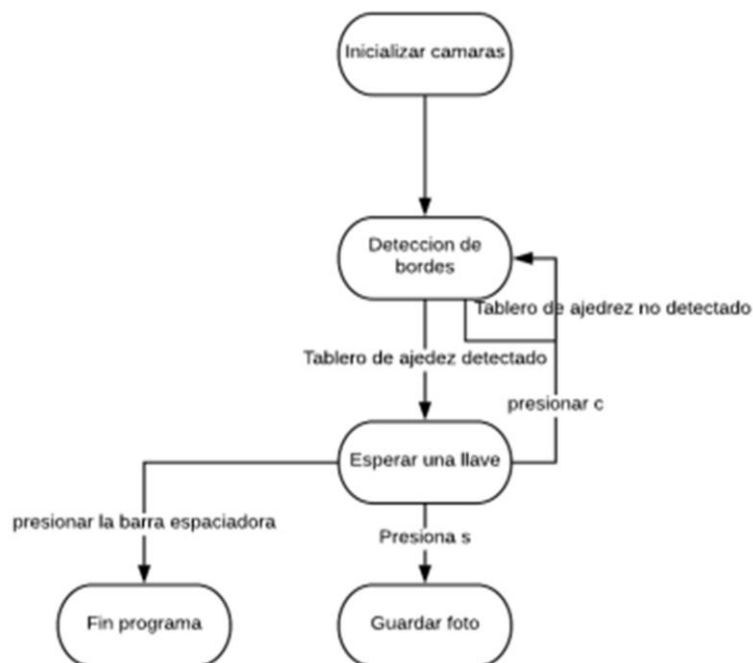 Inicializar camaras
Deteccion de
bordes
Tablero de ajedrez no detectado
Tablero de ajedez detectado
presionar c
Esperar una llave
presionar la barra espaciadora
Presiona s
Fin programa
Guardar foto